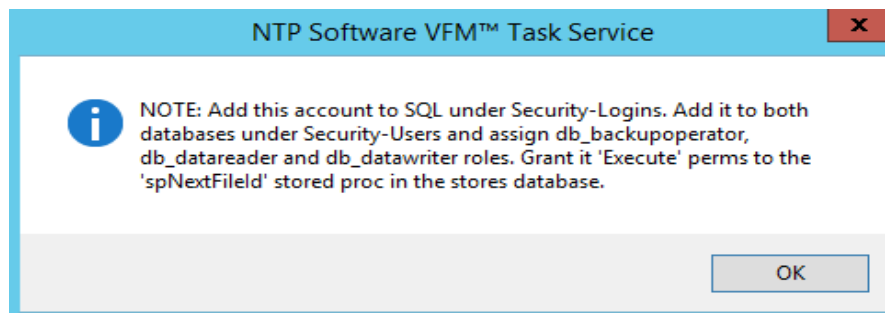 NTP Software VFM™ Task Service
x
NOTE: Add this account to SQL under Security-Logins. Add it to both
databases under Security-Users and assign db_backupoperator,
db_datareader and db_datawriter roles. Grant it 'Execute' perms to the
'spNextFileId' stored proc in the stores database.
OK